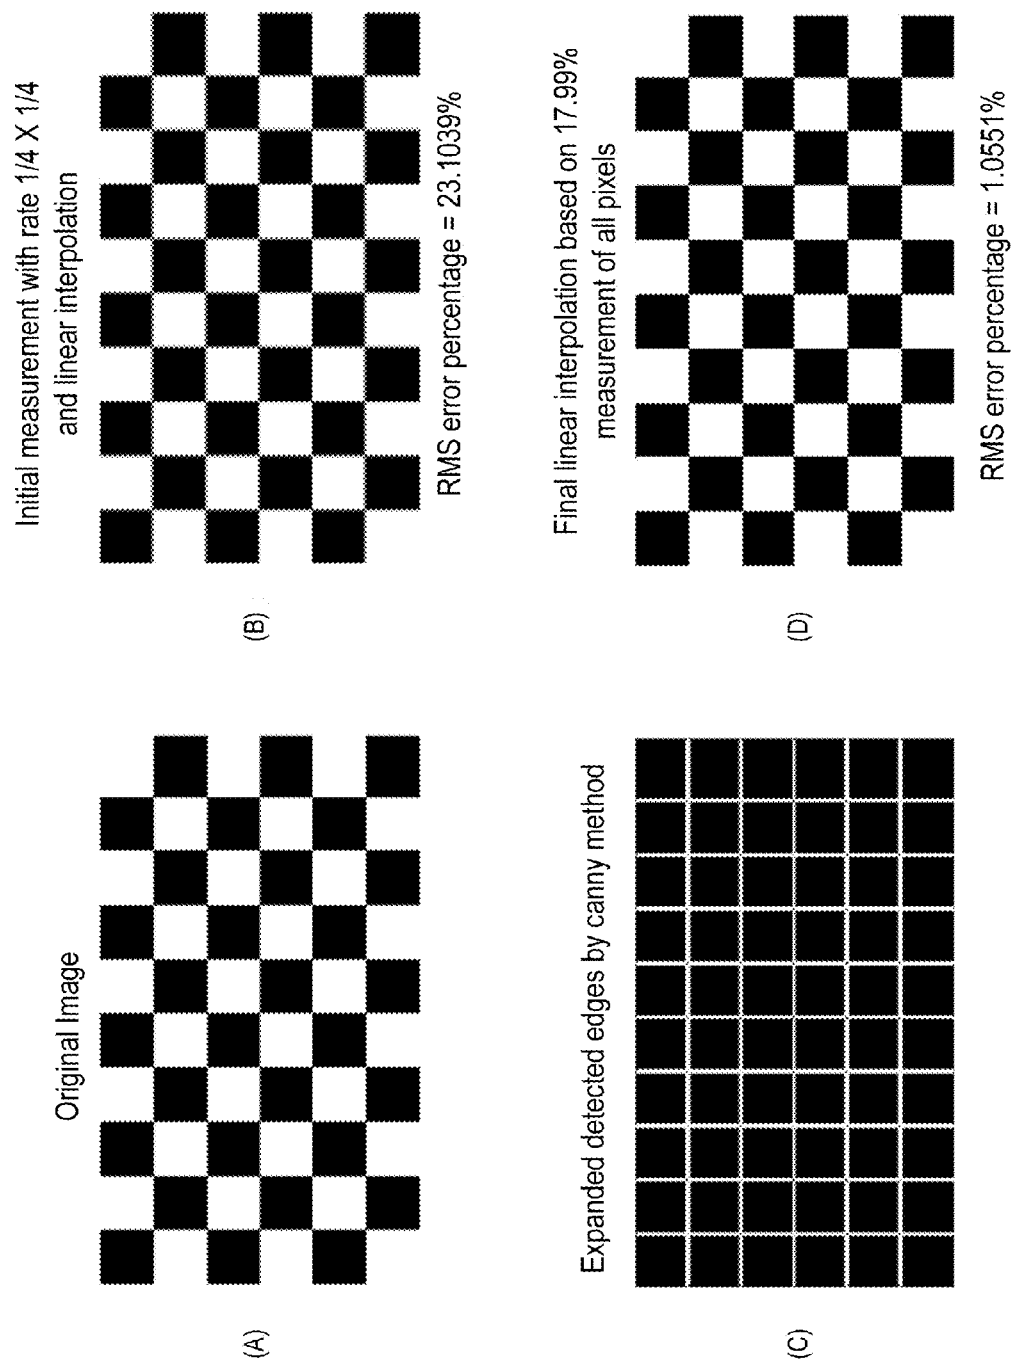 (A)
Original Image
(B)
Initial measurement with rate 1/4 X 1/4
and linear interpolation
RMS error percentage = 23.1039%
(C)
Expanded detected edges by canny method
(D)
Final linear interpolation based on 17.99%
measurement of all pixels
RMS error percentage = 1.0551%